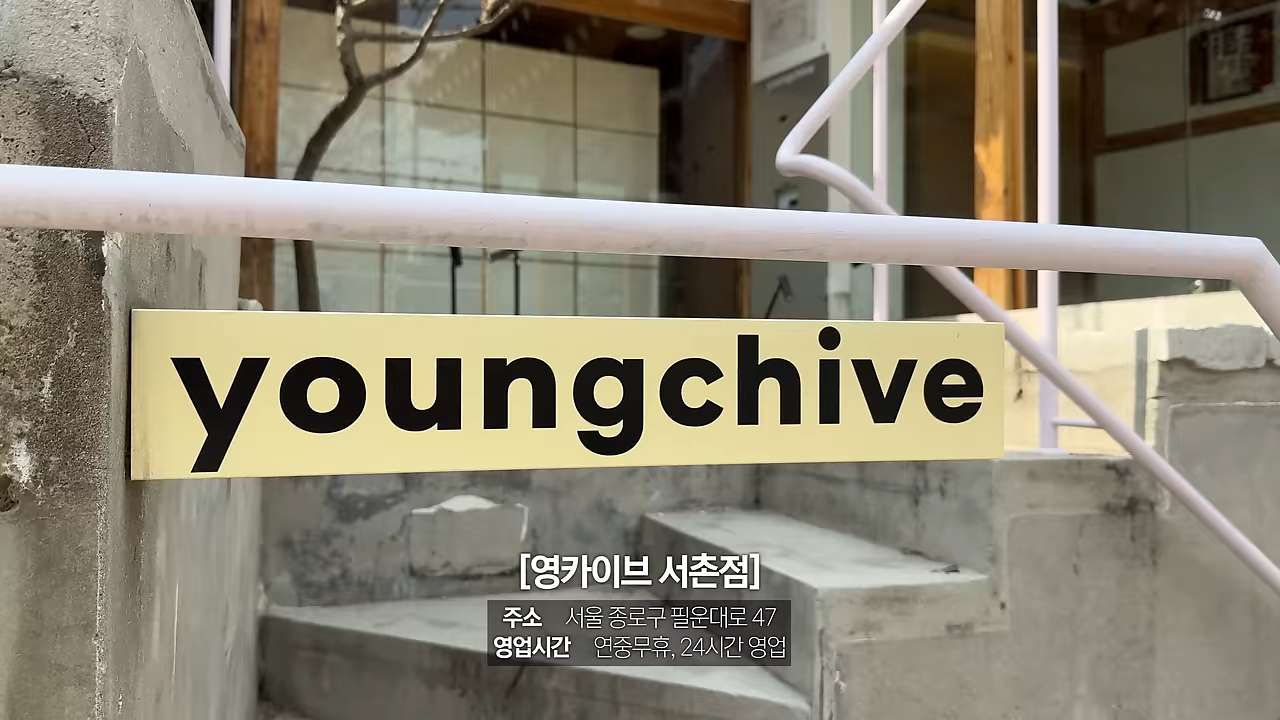 youngchive
[영카이브 서촌점]
주소 서울 종로구 필운대로 47
영업시간 연중무휴, 24시간 영업